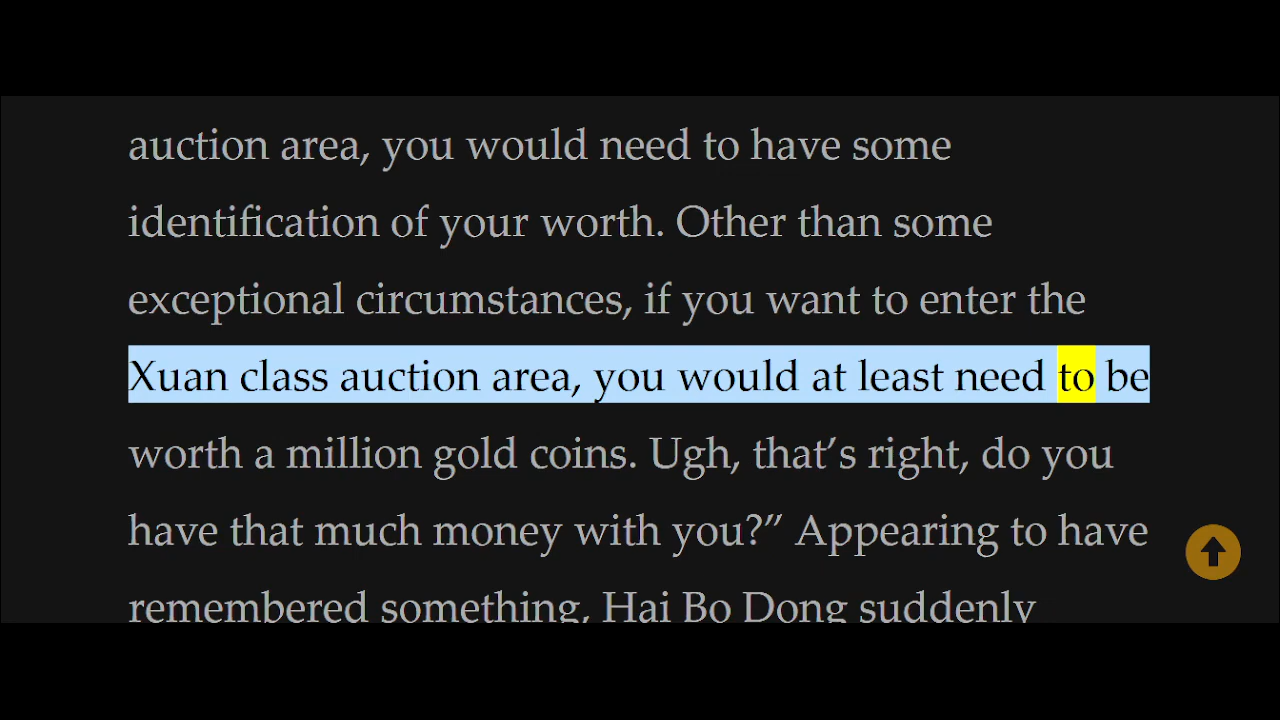 auction area, you would need to have some
identification of your worth. Other than some
exceptional circumstances, if you want to enter the
Xuan class auction area, you would at least need to be
worth a million gold coins. Ugh, that’s right, do you
have that much money with you?” Appearing to have
remembered something, Hai Bo Dong suddenly